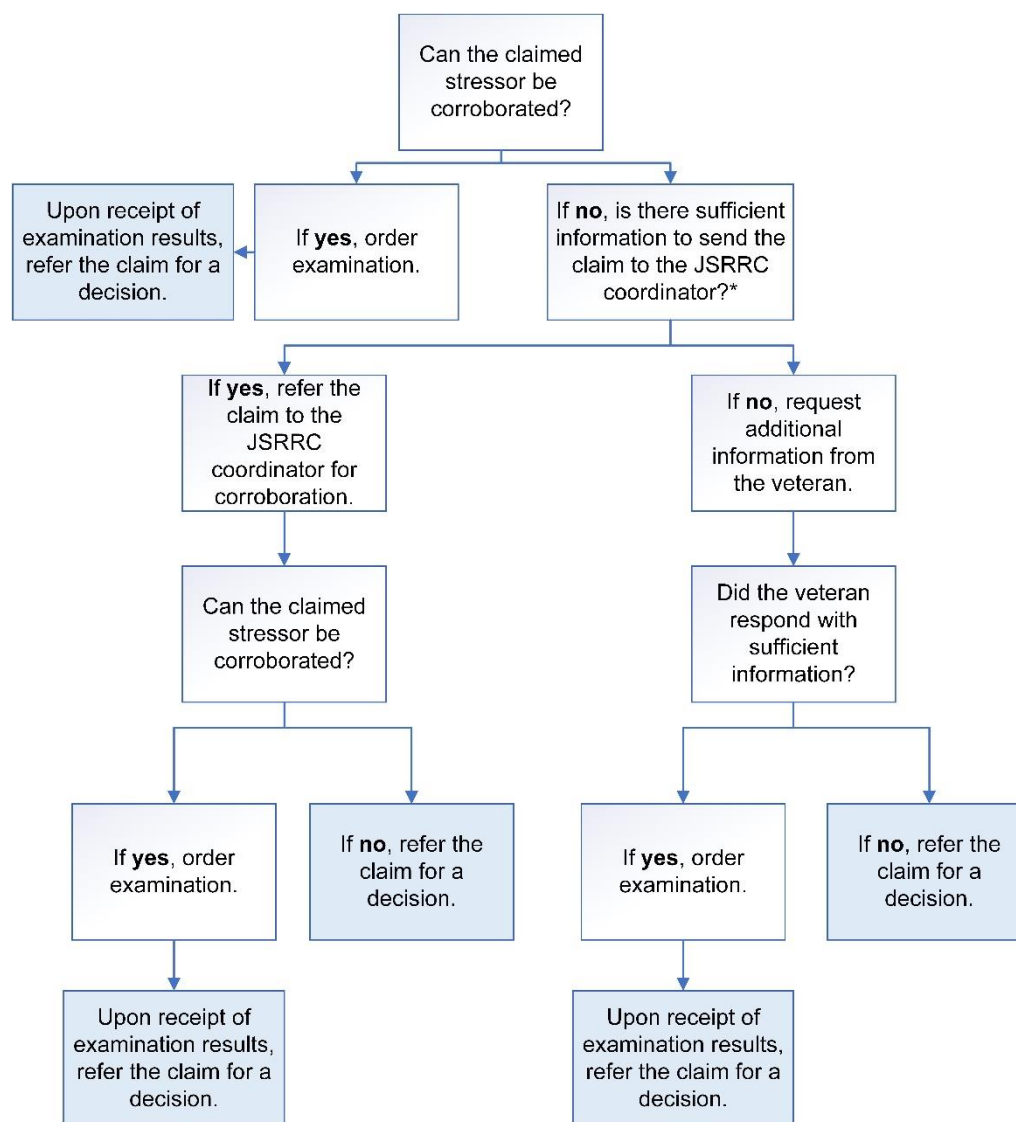 Can the claimed
stressor be
corroborated?
Upon receipt of
examination results,
refer the claim for a
decision.
If yes, order
examination.
If no, is there sufficient
information to send the
claim to the JSRRC
coordinator?*
If yes, refer the
claim to the
JSRRC
coordinator for
corroboration.
If no, request
additional
information from
the veteran.
Can the claimed
stressor be
corroborated?
Did the veteran
respond with
sufficient
information?
If yes, order
examination.
If no, refer the
claim for a
decision.
If yes, order
examination.
If no, refer the
claim for a
decision.
Upon receipt of
examination results,
refer the claim for a
decision.
Upon receipt of
examination results,
refer the claim for a
decision.